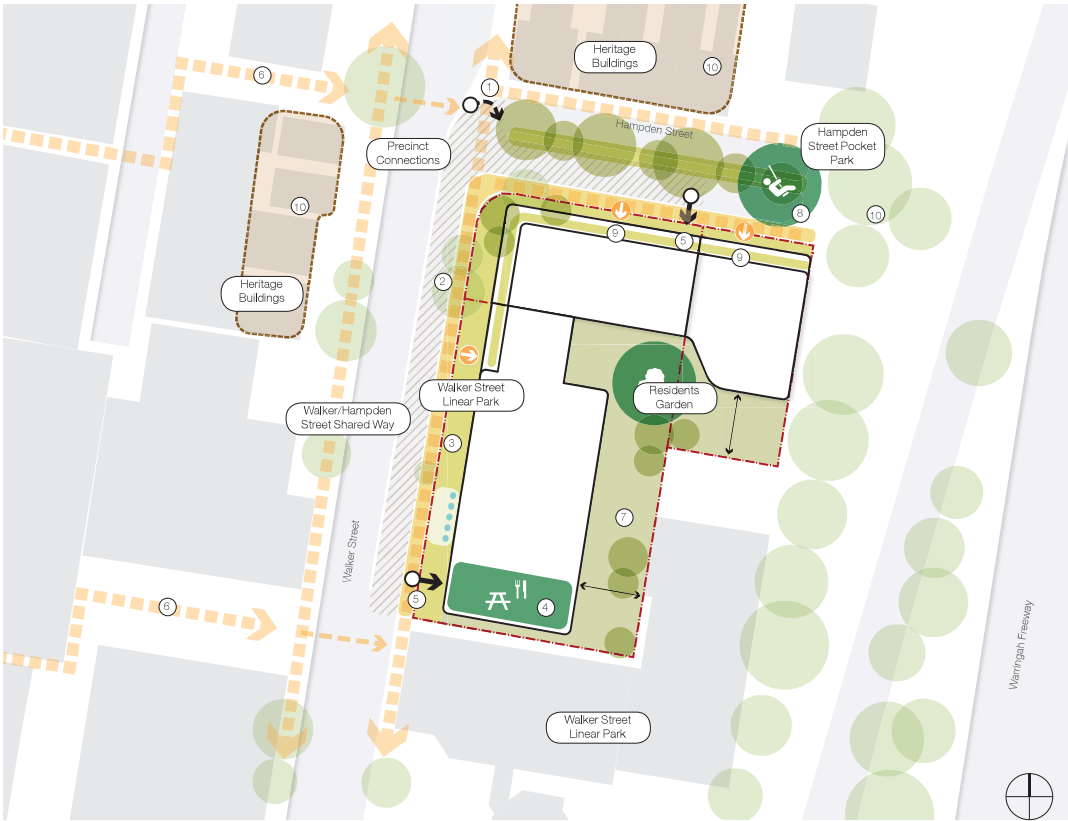 Heritage
Buildings
10
6
1
Hampden Street
Hampden
Street Pocket
Park
Precinct
Connections
10
8
10
9
5
9
2
Heritage
Buildings
Walker Street
Linear Park
Residents
Garden
Walker/Hampden
Street Shared Way
3
7
Walker Street
5
4
6
Warringah Freeway
Walker Street
Linear Park